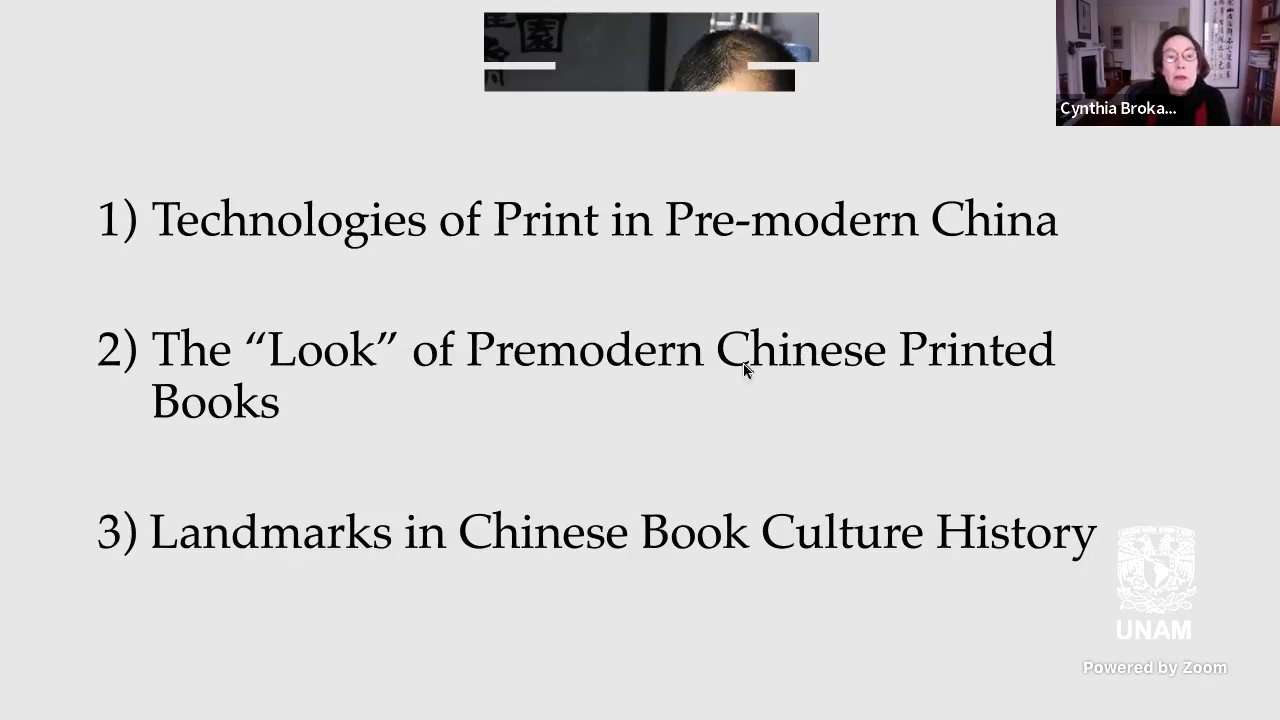 園
Cynthia Broka...
1) Technologies of Print in Pre-modern China
2) The “Look” of Premodern Chinese Printed
Books
3) Landmarks in Chinese Book Culture History
UNAM
Powered by Zoom